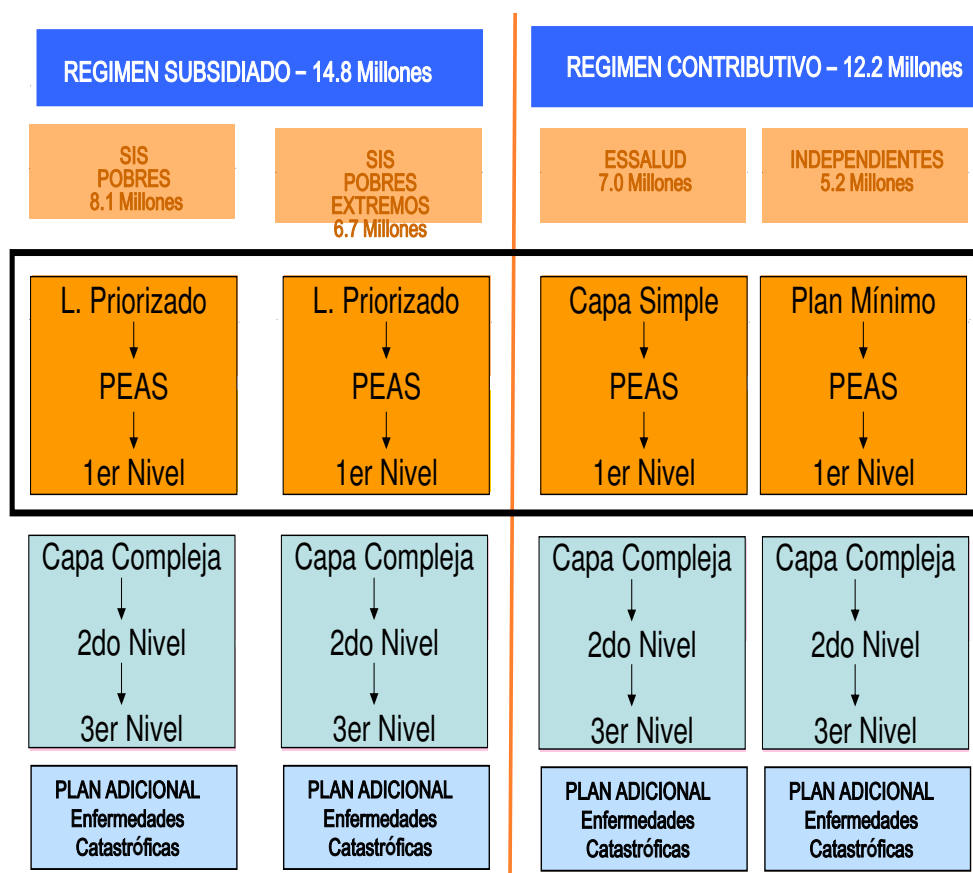 REGIMEN SUBSIDIADO – 14.8 Millones
REGIMEN CONTRIBUTIVO – 12.2 Millones
SIS
POBRES
8.1 Millones
SIS
POBRES
EXTREMOS
6.7 Millones
ESSALUD
7.0 Millones
INDEPENDIENTES
5.2 Millones
L. Priorizado
PEAS
1er Nivel
L. Priorizado
PEAS
1er Nivel
Capa Simple
PEAS
1er Nivel
Plan Mínimo
PEAS
1er Nivel
Capa Compleja
2do Nivel
3er Nivel
Capa Compleja
2do Nivel
3er Nivel
Capa Compleja
2do Nivel
3er Nivel
Capa Compleja
2do Nivel
3er Nivel
PLAN ADICIONAL
Enfermedades
Catastróficas
PLAN ADICIONAL
Enfermedades
Catastróficas
PLAN ADICIONAL
Enfermedades
Catastróficas
PLAN ADICIONAL
Enfermedades
Catastróficas